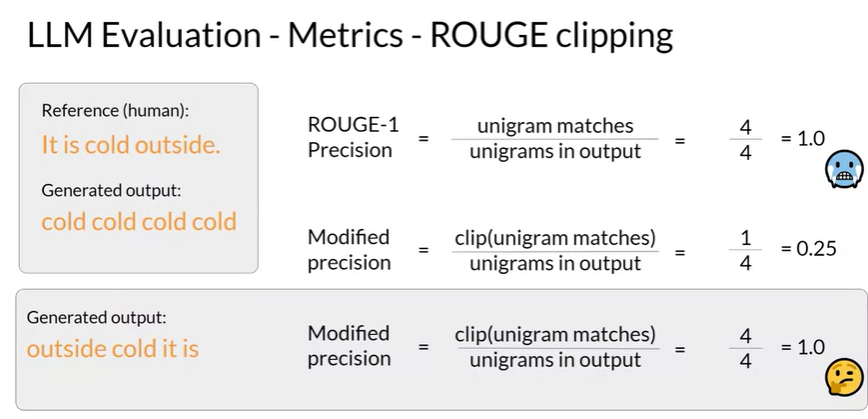 LLM Evaluation - Metrics - ROUGE clipping
Reference (human):
It is cold outside.
Generated output:
cold cold cold cold
ROUGE-1
Precision
=
unigram matches
unigrams in output
=
4
4
= 1.0
Modified
precision
=
clip(unigram matches)
unigrams in output
=
1
4
= 0.25
Generated output:
outside cold it is
Modified
precision
=
clip(unigram matches)
unigrams in output
=
4
4
= 1.0